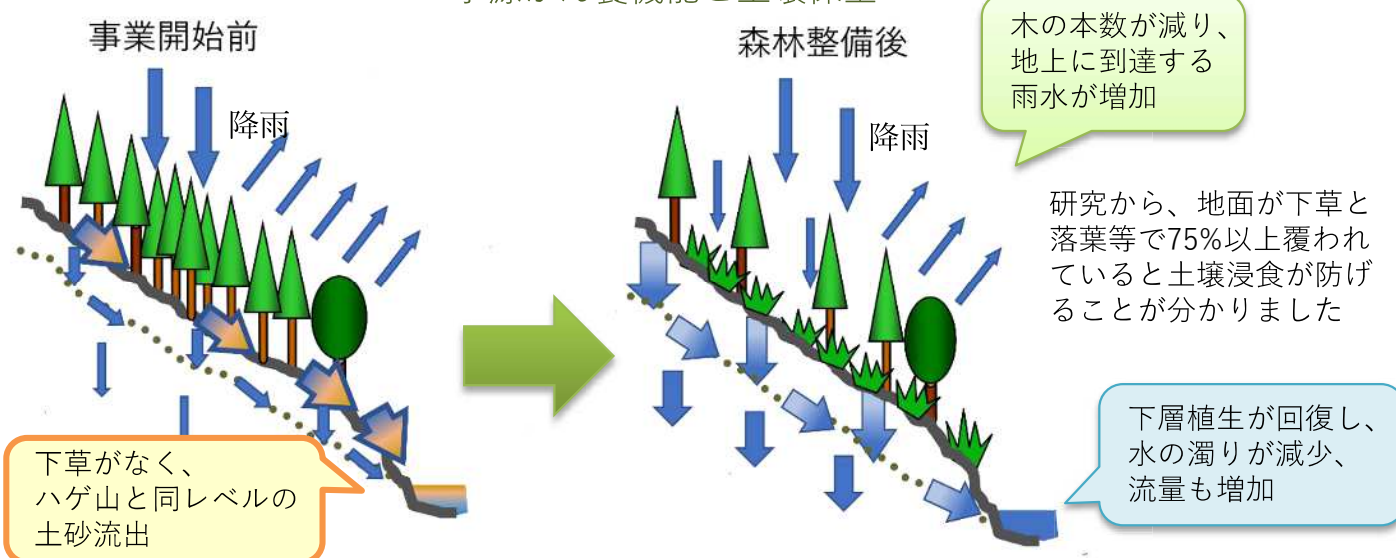 事業開始前
森林整備後
降雨
降雨
木の本数が減り、
地上に到達する
雨水が増加
研究から、地面が下草と
落葉等で75%以上覆われ
ていると土壌浸食が防げ
ることが分かりました
下草がなく、
ハゲ山と同レベルの
土砂流出
下層植生が回復し、
水の濁りが減少、
流量も増加